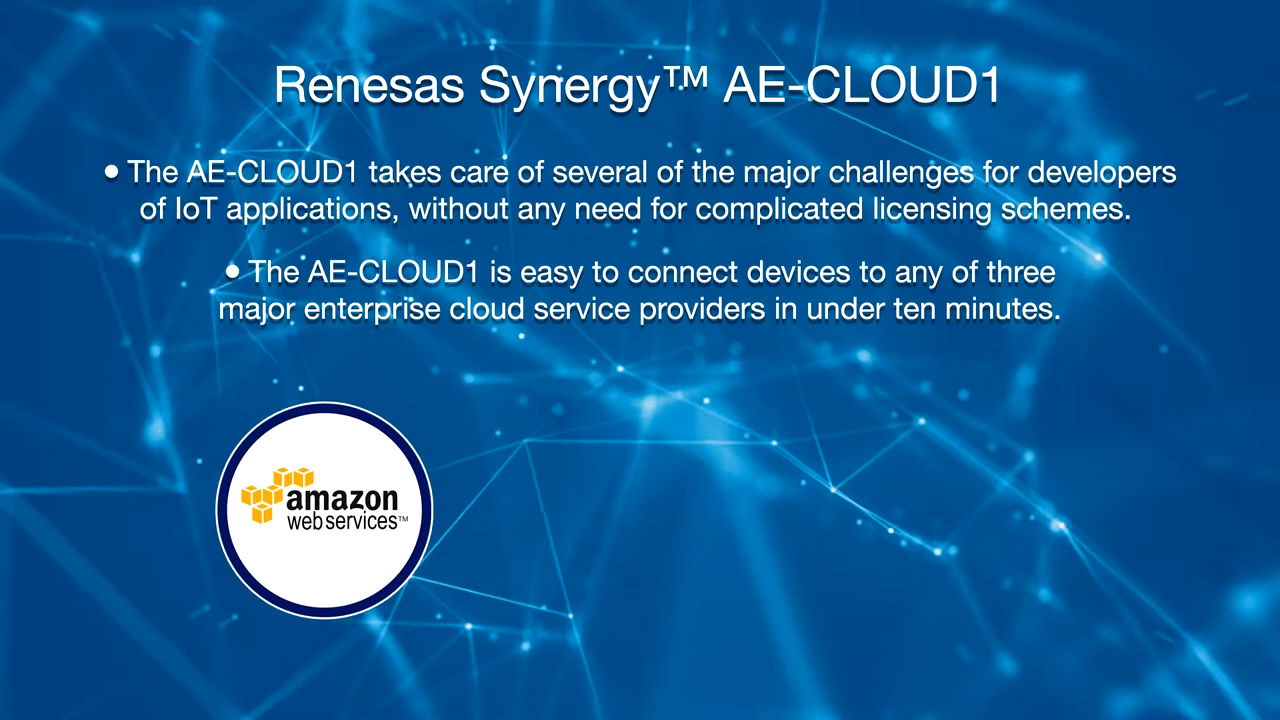 Renesas Synergy™ AE-CLOUD1
• The AE-CLOUD1 takes care of several of the major challenges for developers
of IoT applications, without any need for complicated licensing schemes.
• The AE-CLOUD1 is easy to connect devices to any of three
major enterprise cloud service providers in under ten minutes.
amazon
web services™